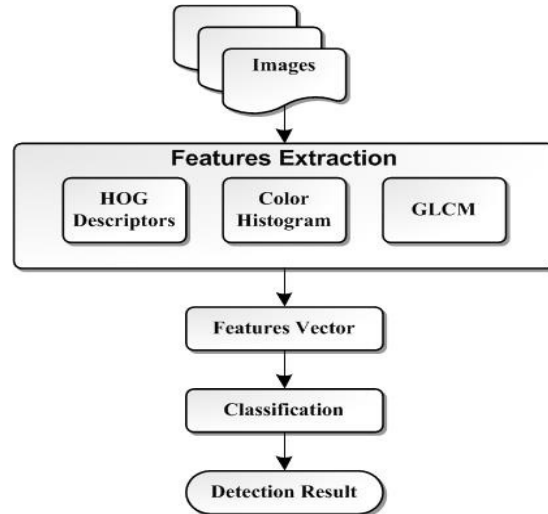 Images
Features Extraction
HOG
Descriptors
Color
Histogram
GLCM
Features Vector
Classification
Detection Result